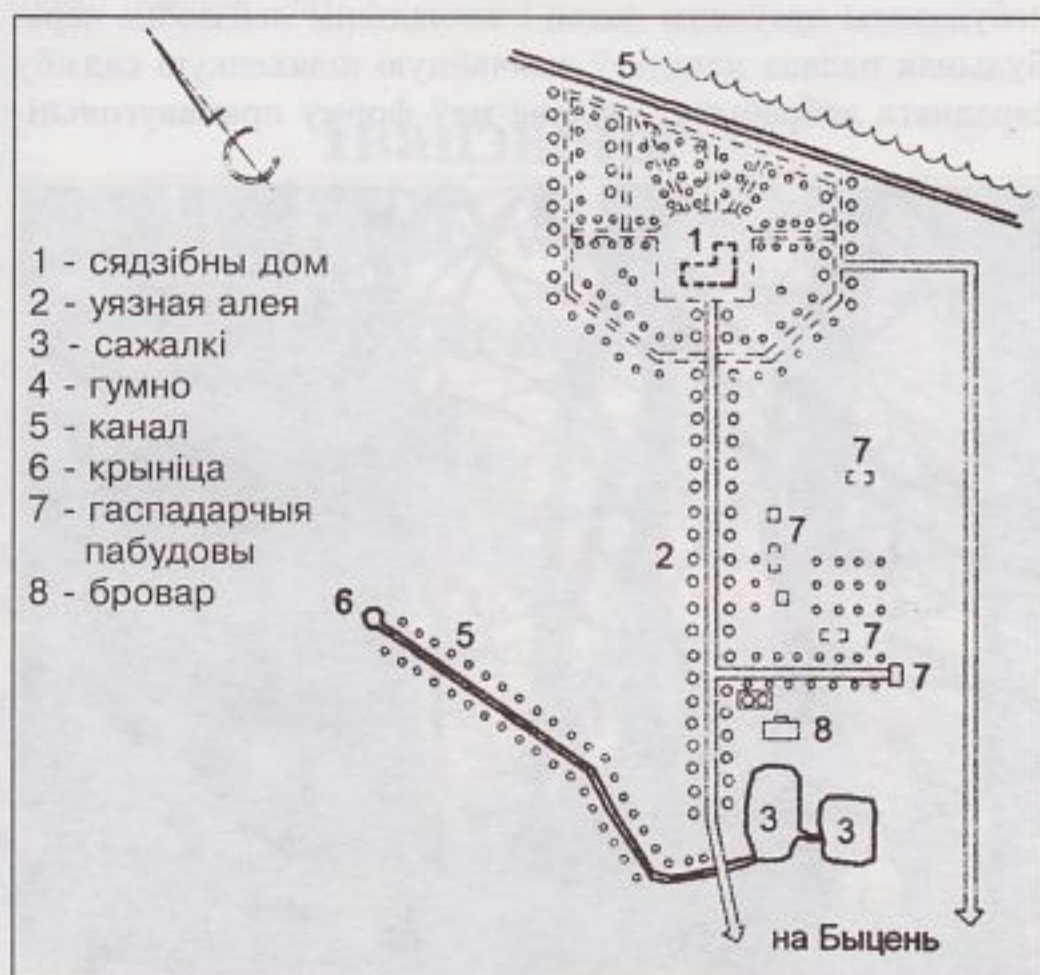 1 - сядзібны дом
2 - уязная алея
3 - сажалкі
4 - гумно
5 - канал
6 - крыніца
7 - гаспадарчыя
пабудовы
8 - бровар
5
1
7
7
2
7
6
5
7
8
3
3
на Быцень